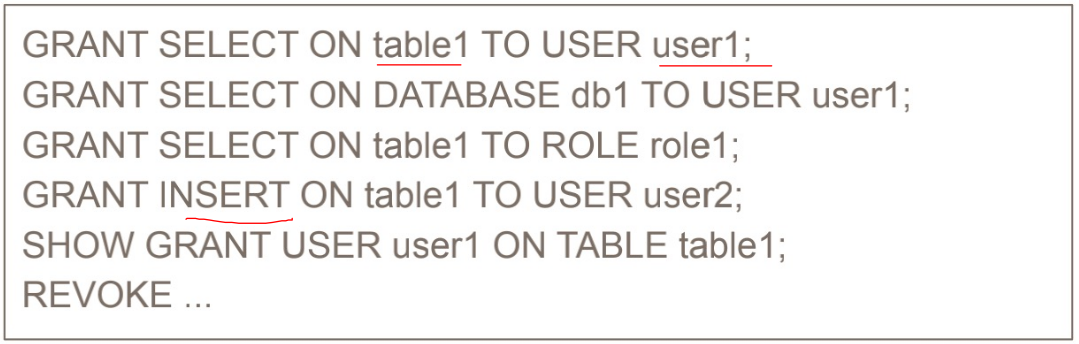 GRANT SELECT ON table1 TO USER user1;
GRANT SELECT ON DATABASE db1 TO USER user1;
GRANT SELECT ON table1 TO ROLE role1;
GRANT INSERT ON table1 TO USER user2;
SHOW GRANT USER user1 ON TABLE table1;
REVOKE ...